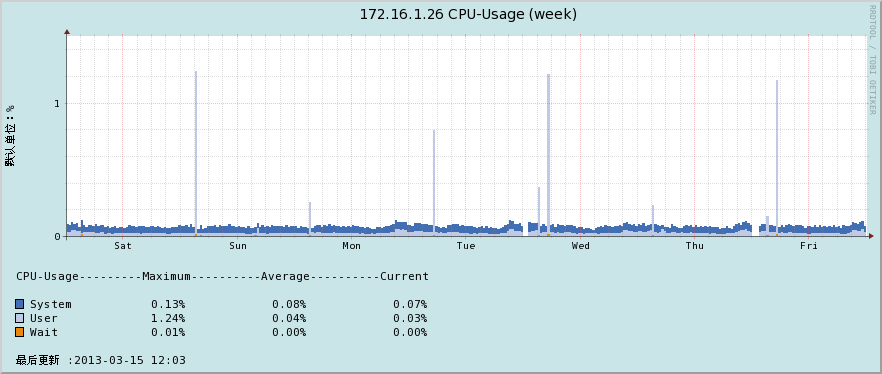 172.16.1.26 CPU-Usage (week)
RRDTOOL / TOBI OETIKER
默认单位：%
1
0
Sat Sun Mon Tue Wed Thu Fri
CPU-Usage---------Maximum----------Average----------Current
System 0.13% 0.08% 0.07%
User 1.24% 0.04% 0.03%
Wait 0.01% 0.00% 0.00%
最后更新 :2013-03-15 12:03